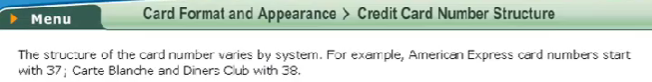 Menu
Card Format and Appearance > Credit Card Number Structure
The structure of the card number varies by system. For example, American Express card numbers start
with 37; Carte Blanche and Diners Club with 38.